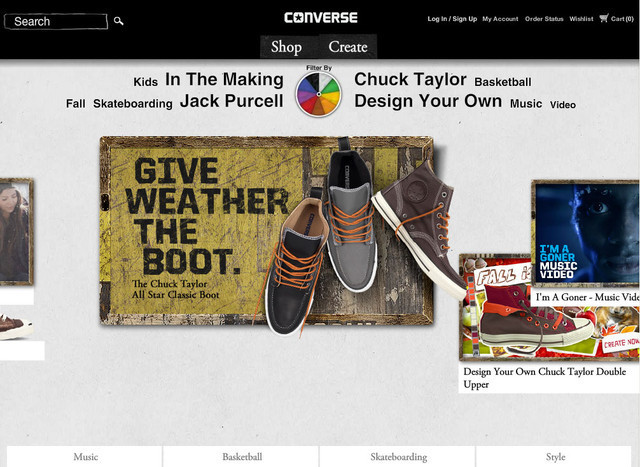 Search
CONVERSE
Log In / Sign Up My Account Order Status Wishlist Cart (0)
Shop Create
Filter By
Kids In The Making Chuck Taylor Basketball
Fall Skateboarding Jack Purcell Design Your Own Music Video
GIVE
WEATHER
THE
BOOT.
The Chuck Taylor
All Star Classic Boot
I'M A
GONER
MUSIC
VIDEO
I'm A Goner - Music Vide
FALL
CREATE NOW
Design Your Own Chuck Taylor Double
Upper
Music Basketball Skateboarding Style